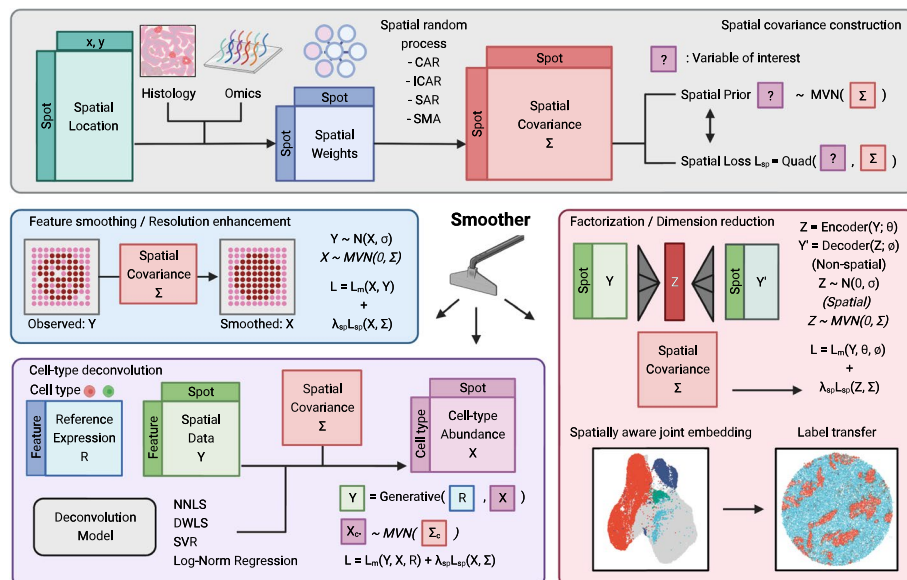 Spatial covariance construction
x, y
Spot
Spatial
Location
Histology
Omics
Spot
Spot
Spatial
Weights
Spatial random
process
- CAR
- ICAR
- SAR
- SMA
Spot
Spot
Spatial
Covariance
Σ
? : Variable of interest
Spatial Prior ? ~ MVN( Σ )
Spatial Loss Lsp = Quad( ? , Σ )
Feature smoothing / Resolution enhancement
Observed: Y
Spatial
Covariance
Σ
Smoothed: X
Y ~ N(X, σ)
X ~ MVN(0, Σ)
L = Lm(X, Y)
+
λspLsp(X, Σ)
Smoother
Cell-type deconvolution
Cell type
Feature
Reference
Expression
R
Spot
Feature
Spatial
Data
Y
Spatial
Covariance
Σ
Spot
Cell type
Cell-type
Abundance
X
Deconvolution
Model
NNLS
DWLS
SVR
Log-Norm Regression
Y = Generative( R , X )
Xc· ~ MVN( Σc )
L = Lm(Y, X, R) + λspLsp(X, Σ)
Factorization / Dimension reduction
Spot
Y
Z
Spot
Y'
Z = Encoder(Y; θ)
Y' = Decoder(Z; ø)
(Non-spatial)
Z ~ N(0, σ)
(Spatial)
Z ~ MVN(0, Σ)
Spatial
Covariance
Σ
L = Lm(Y, θ, ø)
+
λspLsp(Z, Σ)
Spatially aware joint embedding
Label transfer